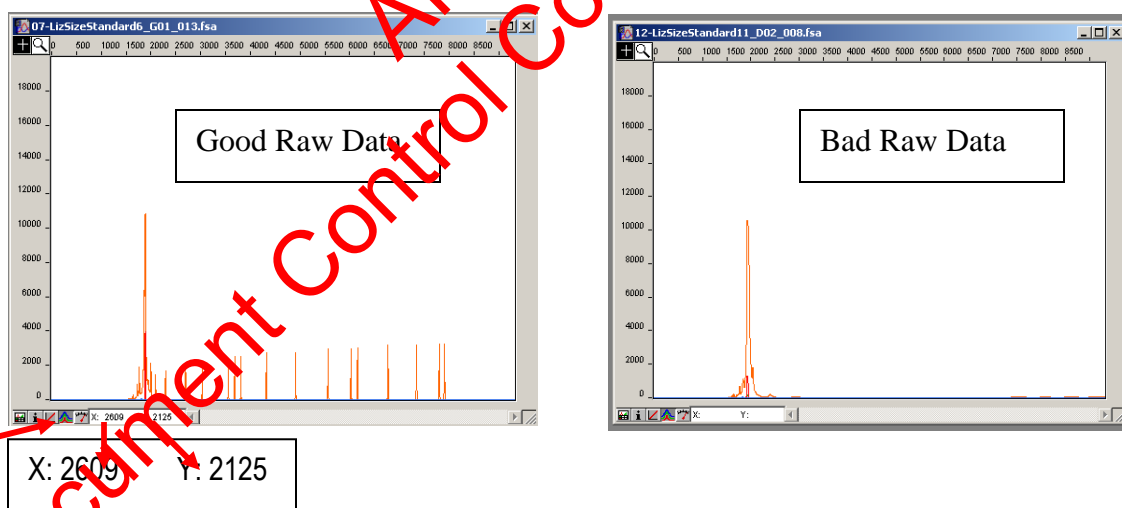 07-LizSizeStandard6_G01_013.fsa
0 500 1000 1500 2000 2500 3000 3500 4000 4500 5000 5500 6000 6500 7000 7500 8000 8500
18000
16000
14000
12000
10000
8000
6000
4000
2000
0
Good Raw Data
X: 2609 2125
X: 2609 Y: 2125
12-LizSizeStandard11_D02_008.fsa
0 500 1000 1500 2000 2500 3000 3500 4000 4500 5000 5500 6000 6500 7000 7500 8000 8500
18000
16000
14000
12000
10000
8000
6000
4000
2000
0
Bad Raw Data
X: Y:
cument Control Co